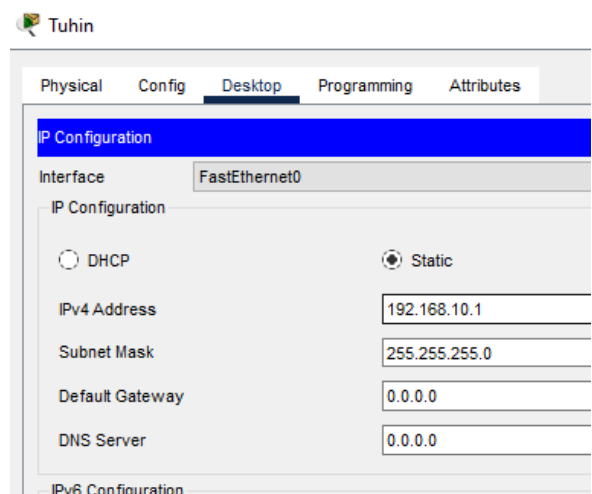 Tuhin
Physical Config Desktop Programming Attributes
IP Configuration
Interface FastEthernet0
IP Configuration
DHCP Static
IPv4 Address 192.168.10.1
Subnet Mask 255.255.255.0
Default Gateway 0.0.0.0
DNS Server 0.0.0.0
IPv6 Configuration